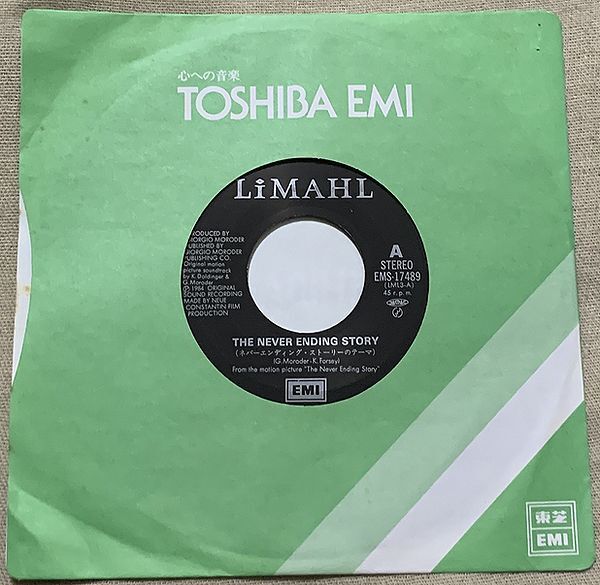 心への音楽
TOSHIBA EMI
LiMAHL
PRODUCED BY
GIORGIO MORODER
PUBLISHED BY
GIORGIO MORODER
PUBLISHING CO.
Original motion
picture soundtrack
by K. Doldinger &
G. Moroder
Ⓟ 1984 ORIGINAL
SOUND RECORDING
MADE BY NEUE
CONSTANTIN FILM
PRODUCTION
A
STEREO
EMS-17489
(LML3-A)
45 r.p.m.
THE NEVER ENDING STORY
(ネバーエンディング・ストーリーのテーマ)
(G.Moroder-K.Forsey)
From the motion picture "The Never Ending Story"
EMI
東芝
EMI